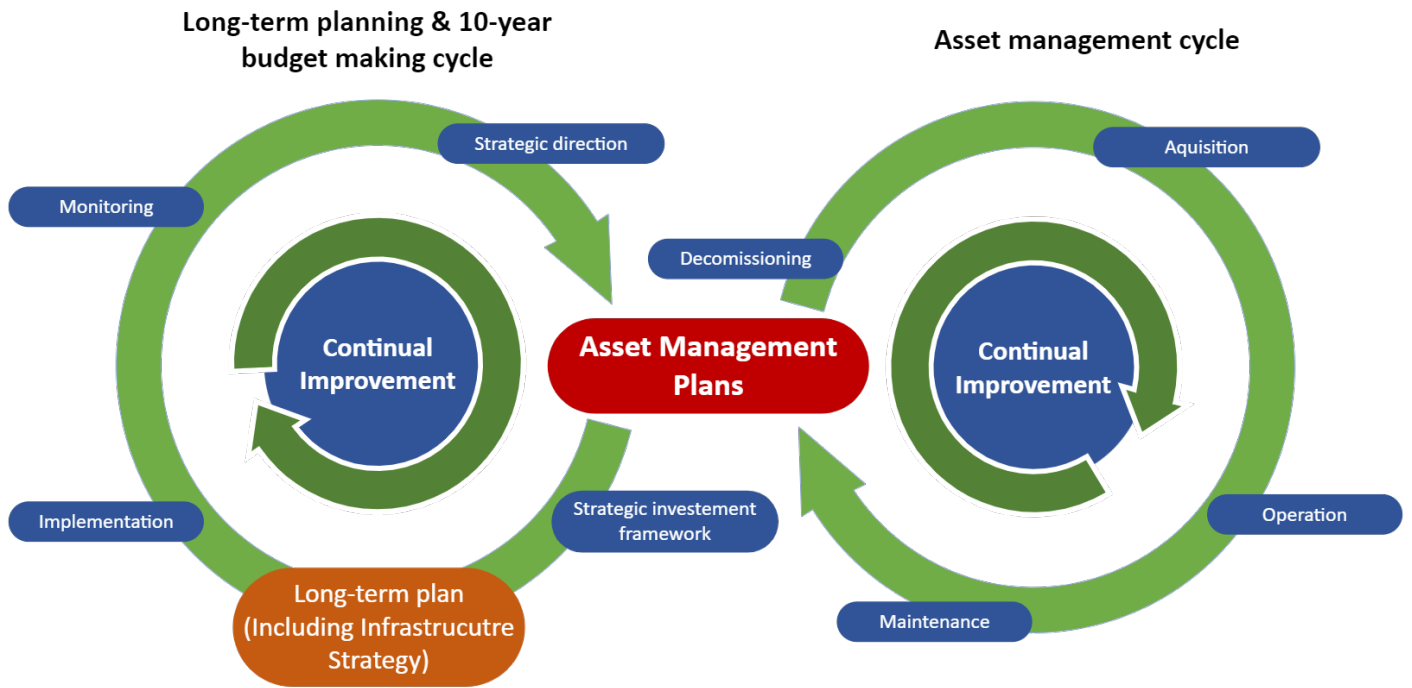 Long-term planning & 10-year
budget making cycle
Asset management cycle
Strategic direction
Aquisition
Monitoring
Decomissioning
Continual
Improvement
Asset Management
Plans
Continual
Improvement
Implementation
Strategic investement
framework
Operation
Long-term plan
(Including Infrastrucutre
Strategy)
Maintenance